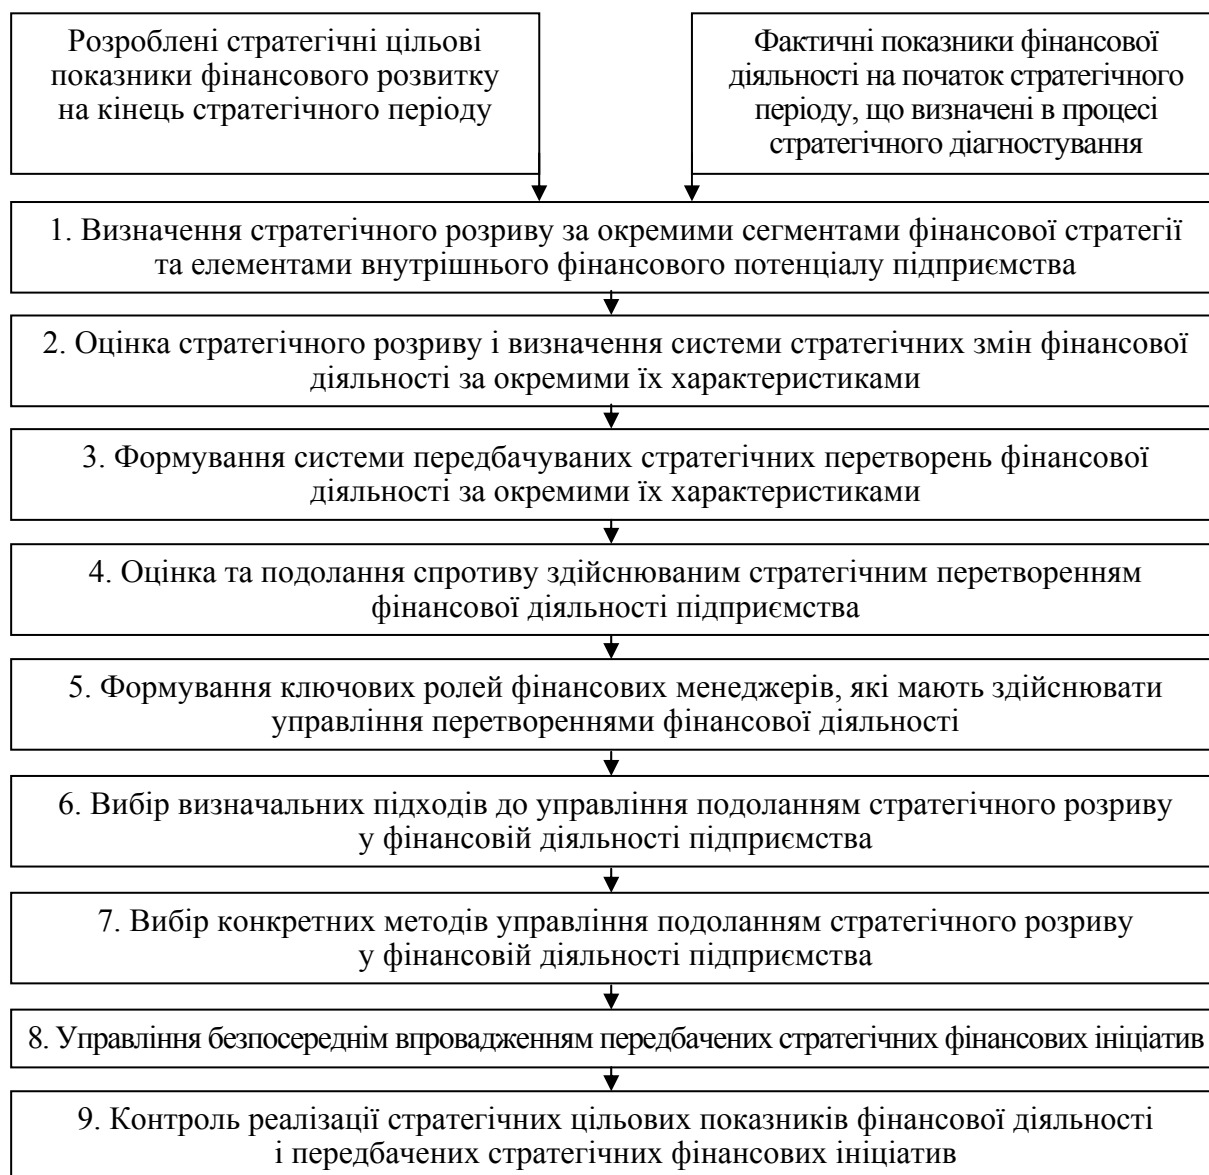 Розроблені стратегічні цільові
показники фінансового розвитку
на кінець стратегічного періоду
Фактичні показники фінансової
діяльності на початок стратегічного
періоду, що визначені в процесі
стратегічного діагностування
1. Визначення стратегічного розриву за окремими сегментами фінансової стратегії
та елементами внутрішнього фінансового потенціалу підприємства
2. Оцінка стратегічного розриву і визначення системи стратегічних змін фінансової
діяльності за окремими їх характеристиками
3. Формування системи передбачуваних стратегічних перетворень фінансової
діяльності за окремими їх характеристиками
4. Оцінка та подолання спротиву здійснюваним стратегічним перетворенням
фінансової діяльності підприємства
5. Формування ключових ролей фінансових менеджерів, які мають здійснювати
управління перетвореннями фінансової діяльності
6. Вибір визначальних підходів до управління подоланням стратегічного розриву
у фінансовій діяльності підприємства
7. Вибір конкретних методів управління подоланням стратегічного розриву
у фінансовій діяльності підприємства
8. Управління безпосереднім впровадженням передбачених стратегічних фінансових ініціатив
9. Контроль реалізації стратегічних цільових показників фінансової діяльності
і передбачених стратегічних фінансових ініціатив